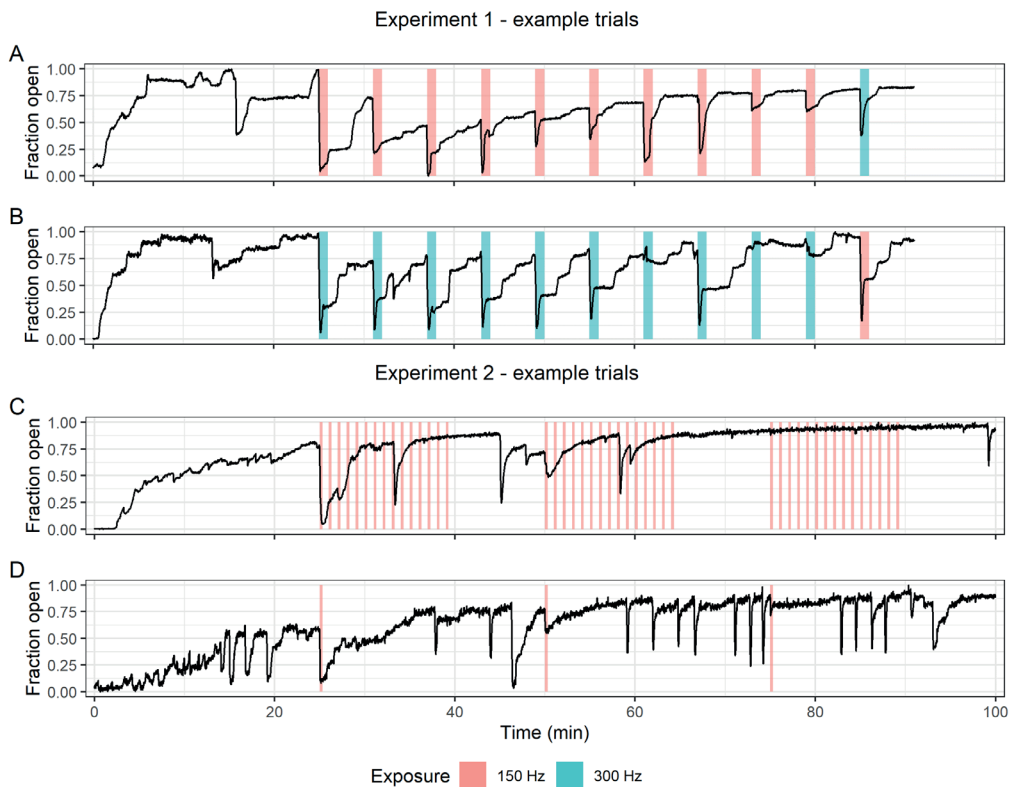 Experiment 1 - example trials
A
Fraction open
1.00
0.75
0.50
0.25
0.00
B
Fraction open
1.00
0.75
0.50
0.25
0.00
Experiment 2 - example trials
C
Fraction open
1.00
0.75
0.50
0.25
0.00
D
Fraction open
1.00
0.75
0.50
0.25
0.00
0 20 40 60 80 100
Time (min)
Exposure 150 Hz 300 Hz